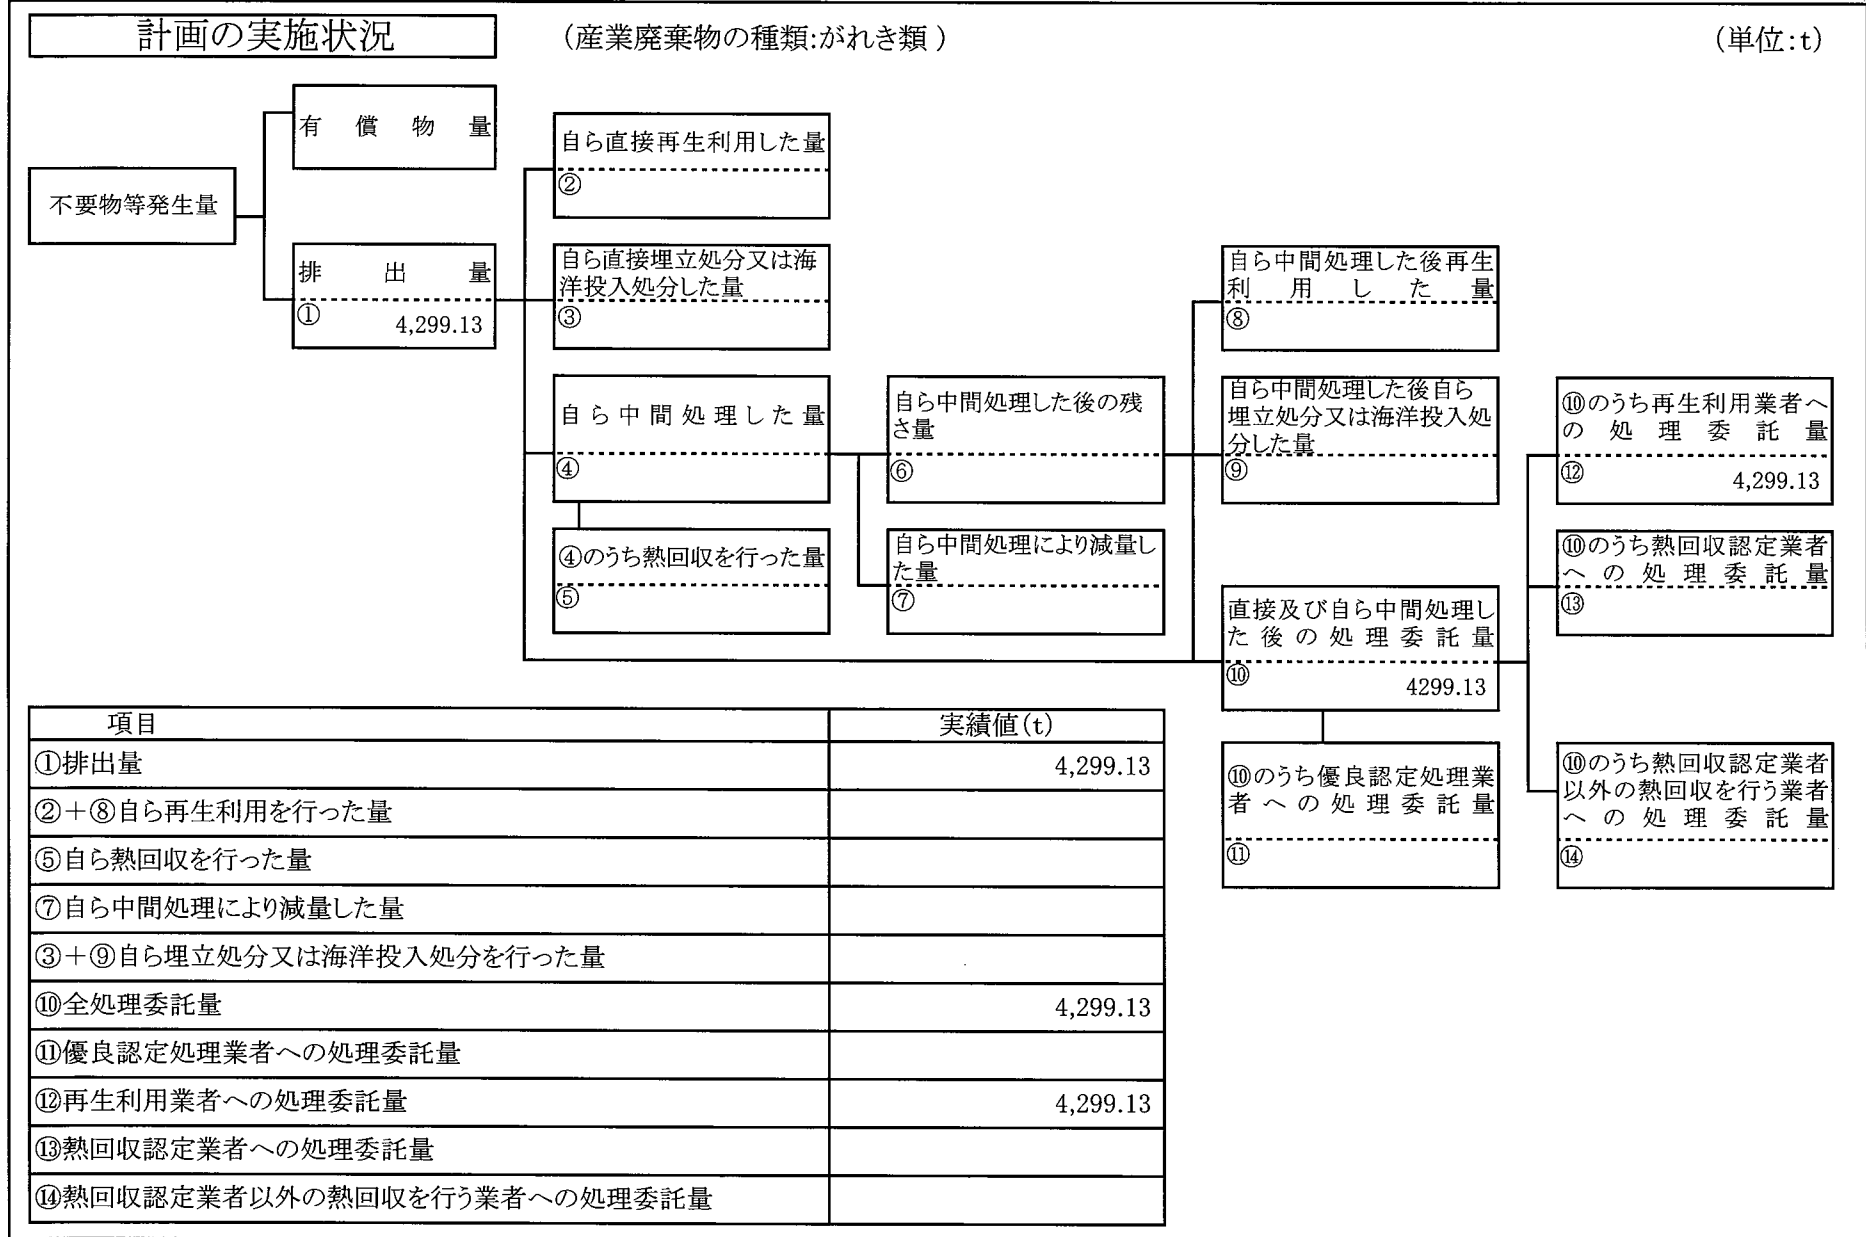 計画の実施状況
（産業廃棄物の種類:がれき類 ）
（単位:t）
有償物量
不要物等発生量
排出量
①
4,299.13
自ら直接再生利用した量
②
自ら直接埋立処分又は海
洋投入処分した量
③
自ら中間処理した量
④
④のうち熱回収を行った量
⑤
自ら中間処理した後の残
さ量
⑥
自ら中間処理により減量し
た量
⑦
自ら中間処理した後再生
利用した量
⑧
自ら中間処理した後自ら
埋立処分又は海洋投入処
分した量
⑨
直接及び自ら中間処理し
た後の処理委託量
⑩
4299.13
⑩のうち優良認定処理業
者への処理委託量
⑪
⑩のうち再生利用業者へ
の処理委託量
⑫
4,299.13
⑩のうち熱回収認定業者
への処理委託量
⑬
⑩のうち熱回収認定業者
以外の熱回収を行う業者
への処理委託量
⑭
項目 実績値(t)
①排出量 4,299.13
②＋⑧自ら再生利用を行った量
⑤自ら熱回収を行った量
⑦自ら中間処理により減量した量
③＋⑨自ら埋立処分又は海洋投入処分を行った量
⑩全処理委託量 4,299.13
⑪優良認定処理業者への処理委託量
⑫再生利用業者への処理委託量 4,299.13
⑬熱回収認定業者への処理委託量
⑭熱回収認定業者以外の熱回収を行う業者への処理委託量